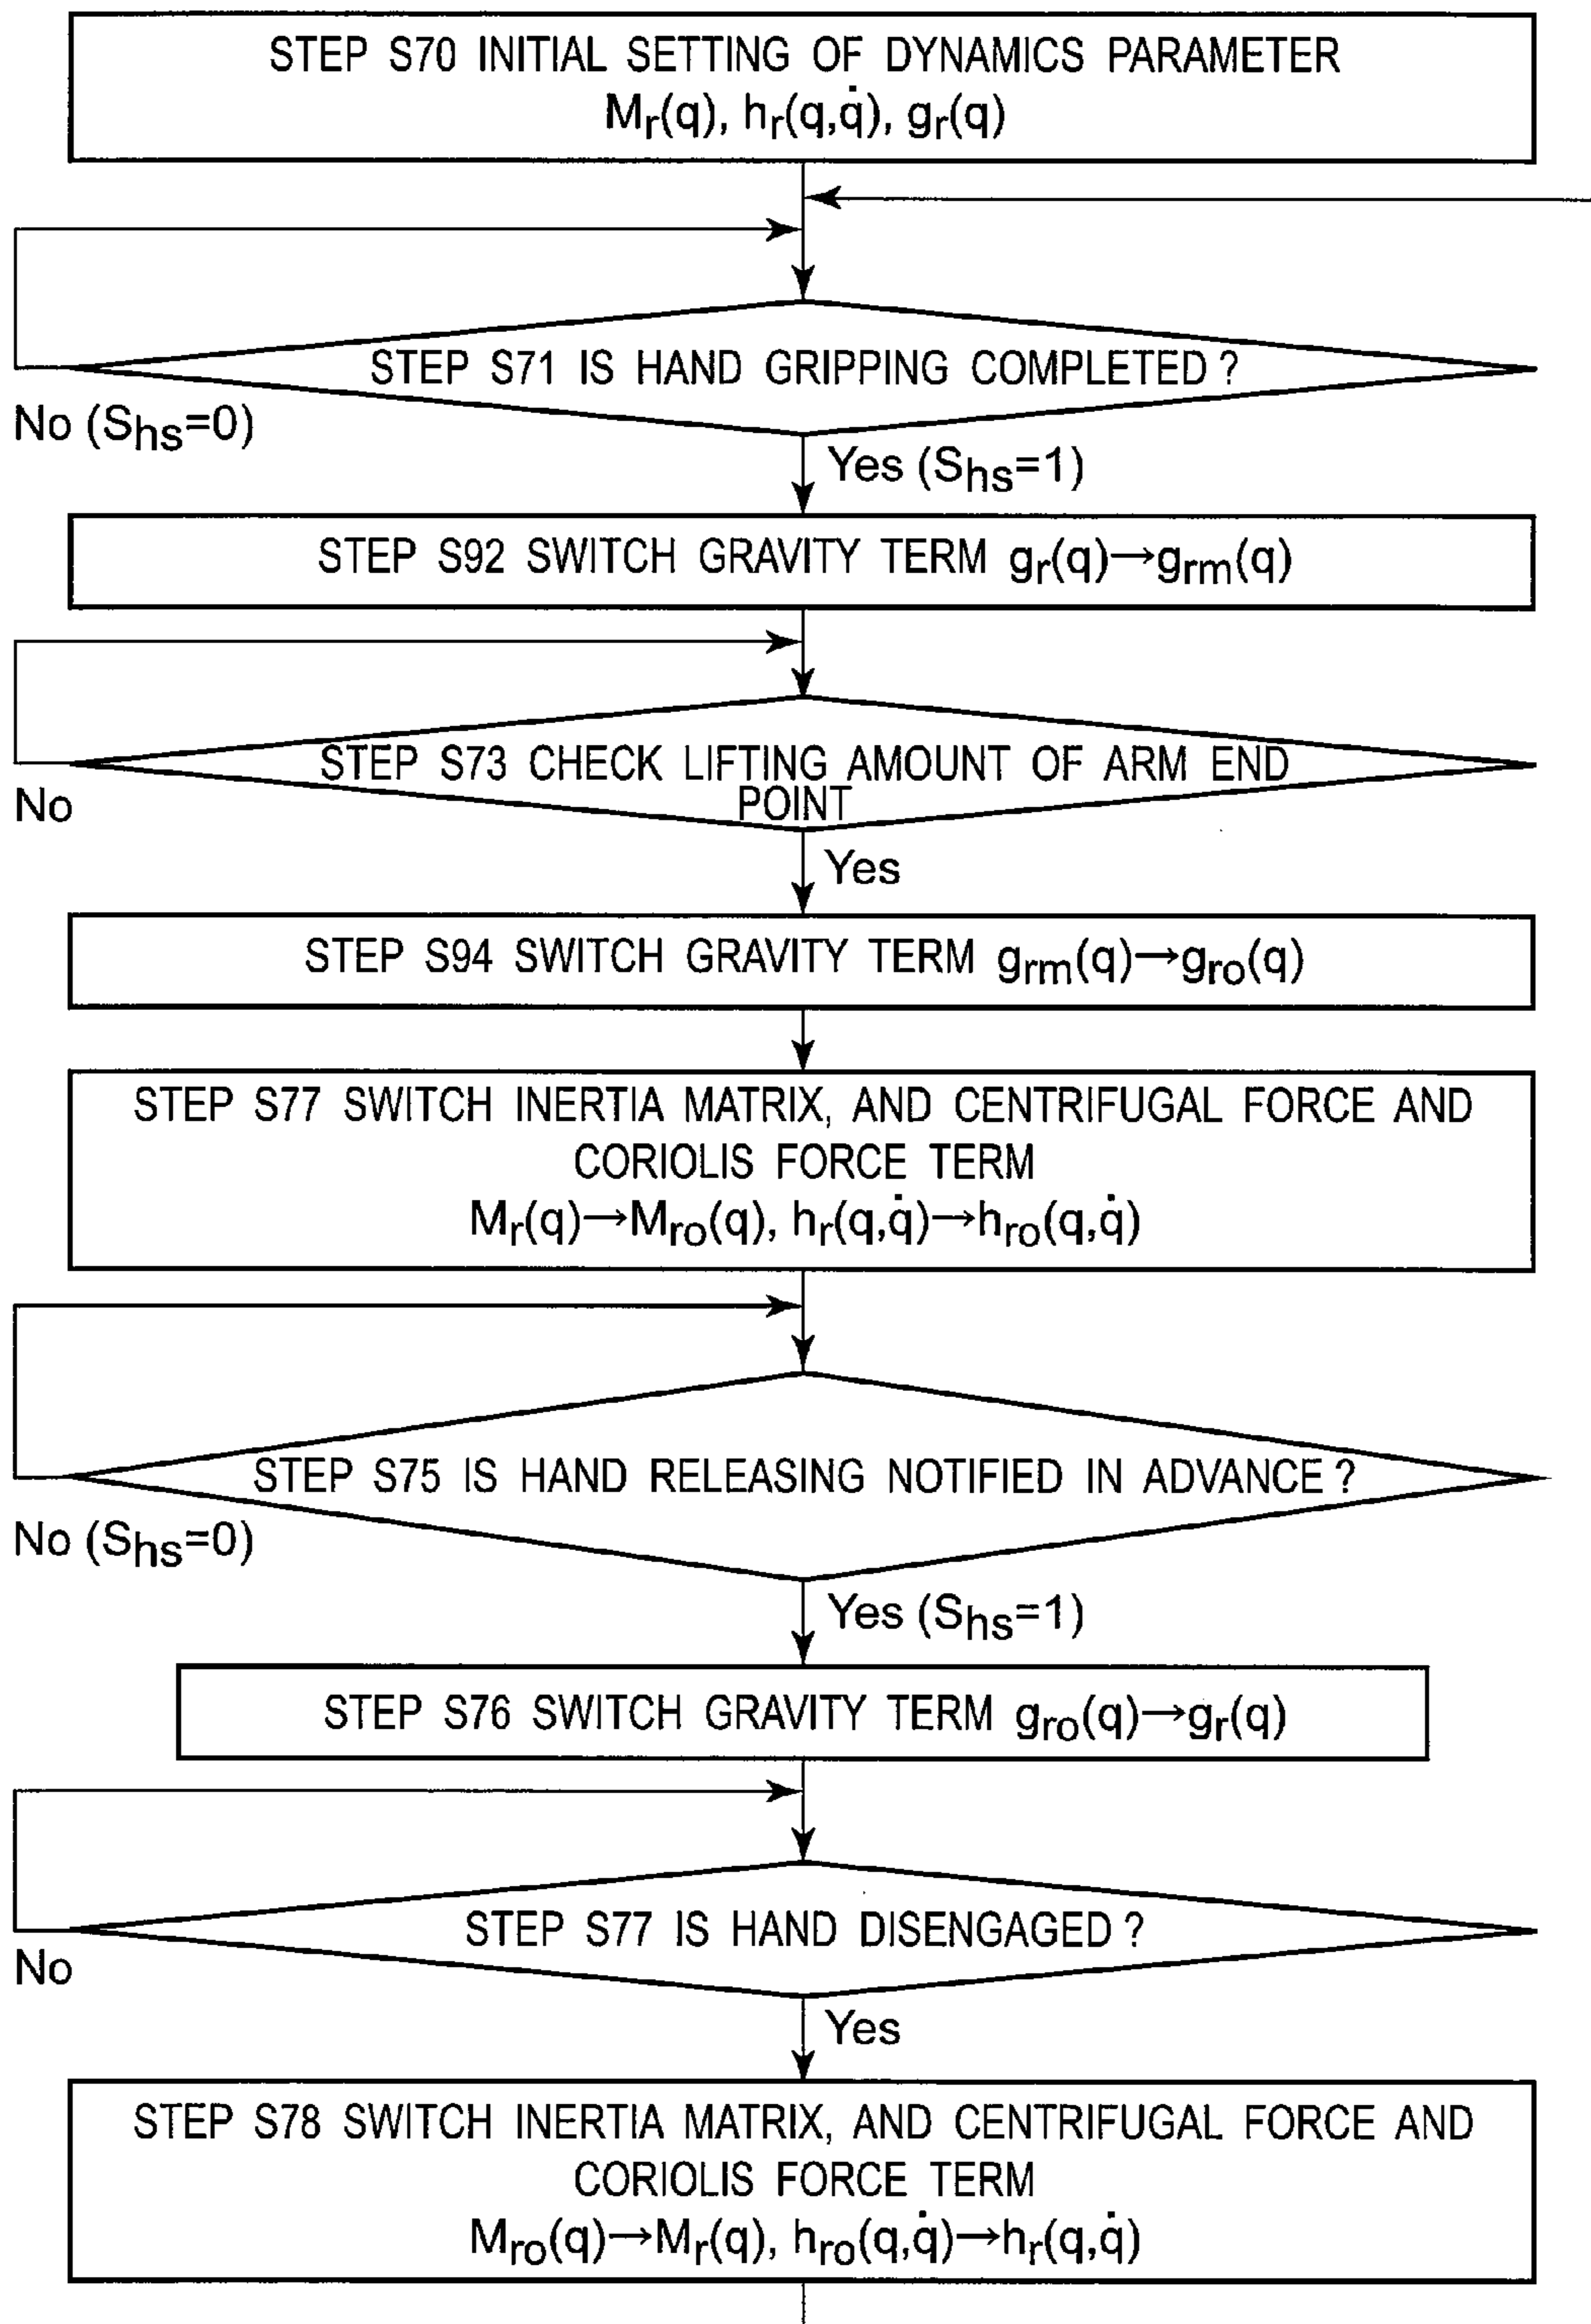 STEP S70 INITIAL SETTING OF DYNAMICS PARAMETER
Mr(q), hr(q,q̇), gr(q)
STEP S71 IS HAND GRIPPING COMPLETED ?
No (Shs=0)
Yes (Shs=1)
STEP S92 SWITCH GRAVITY TERM gr(q)→grm(q)
STEP S73 CHECK LIFTING AMOUNT OF ARM END
POINT
No
Yes
STEP S94 SWITCH GRAVITY TERM grm(q)→gro(q)
STEP S77 SWITCH INERTIA MATRIX, AND CENTRIFUGAL FORCE AND
CORIOLIS FORCE TERM
Mr(q)→Mro(q), hr(q,q̇)→hro(q,q̇)
STEP S75 IS HAND RELEASING NOTIFIED IN ADVANCE ?
No (Shs=0)
Yes (Shs=1)
STEP S76 SWITCH GRAVITY TERM gro(q)→gr(q)
STEP S77 IS HAND DISENGAGED ?
No
Yes
STEP S78 SWITCH INERTIA MATRIX, AND CENTRIFUGAL FORCE AND
CORIOLIS FORCE TERM
Mro(q)→Mr(q), hro(q,q̇)→hr(q,q̇)